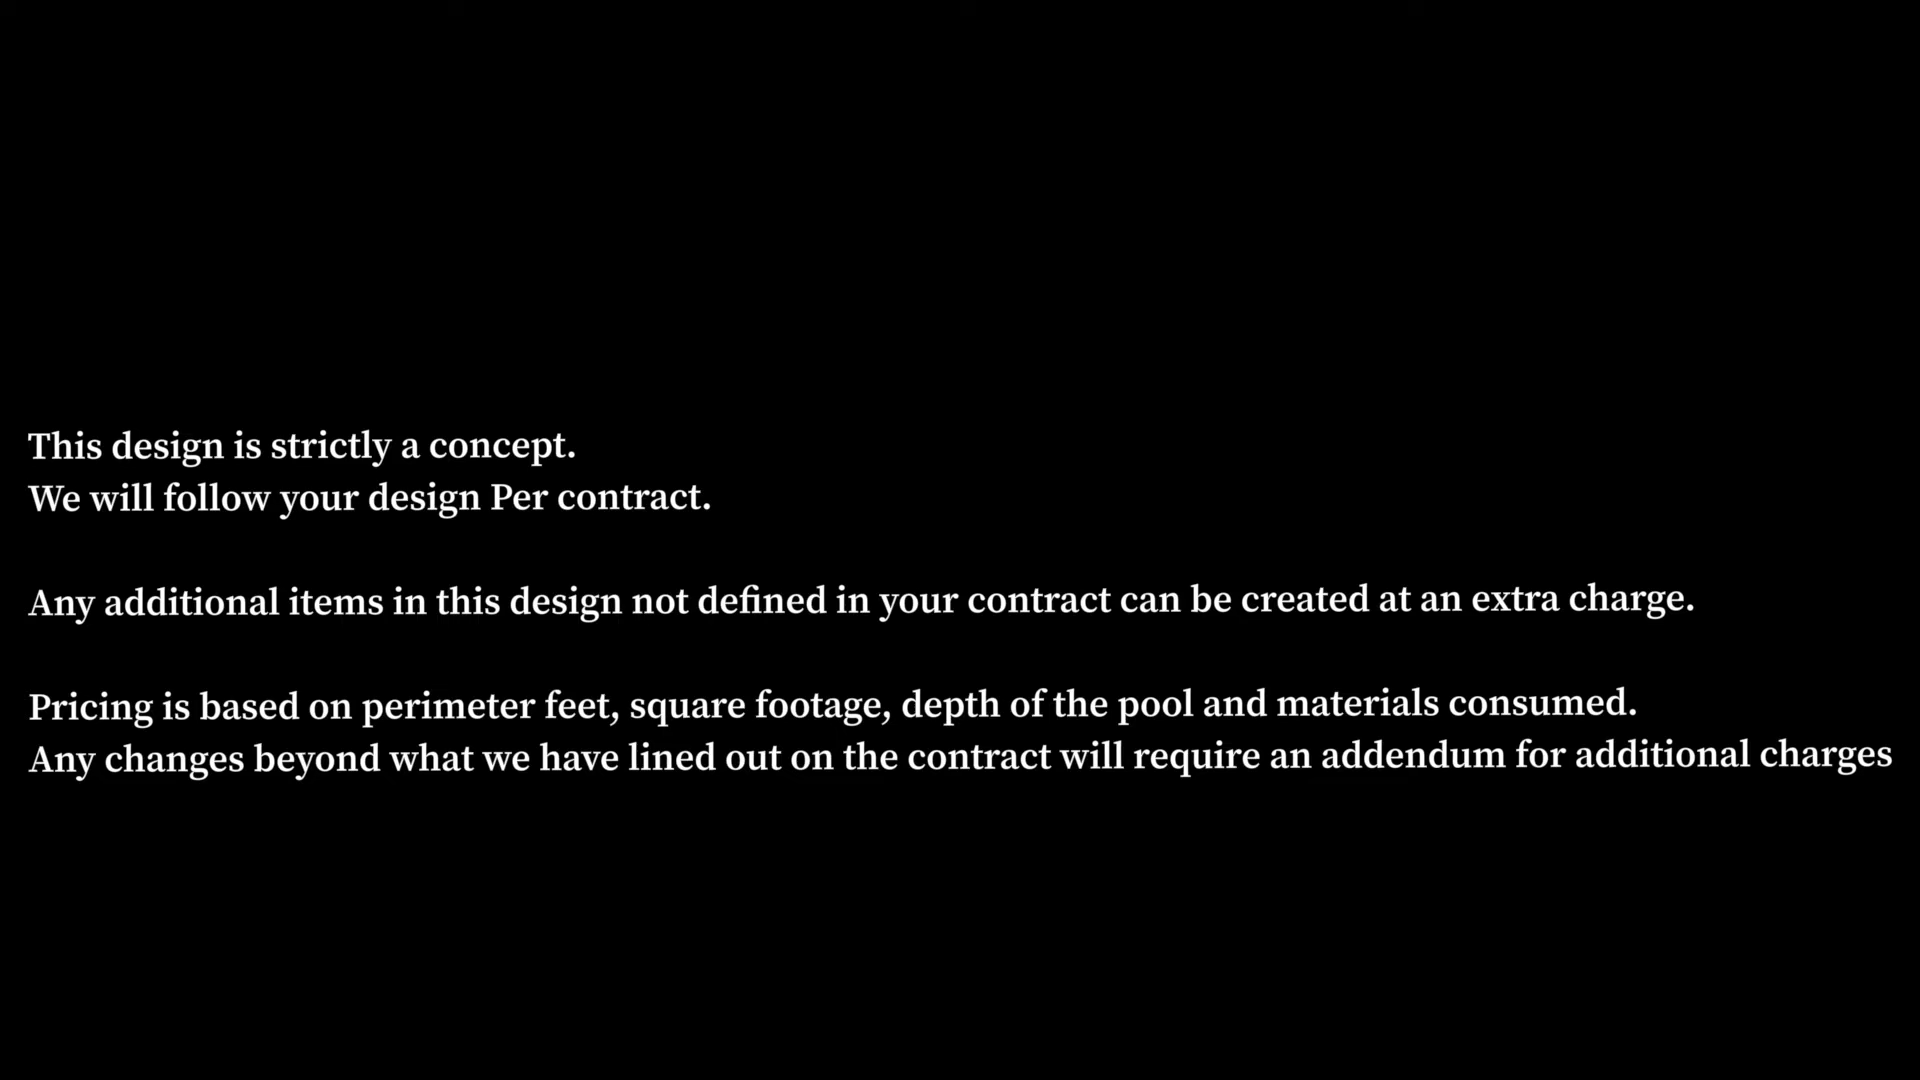 This design is strictly a concept.
We will follow your design Per contract.
Any additional items in this design not defined in your contract can be created at an extra charge.
Pricing is based on perimeter feet, square footage, depth of the pool and materials consumed.
Any changes beyond what we have lined out on the contract will require an addendum for additional charges